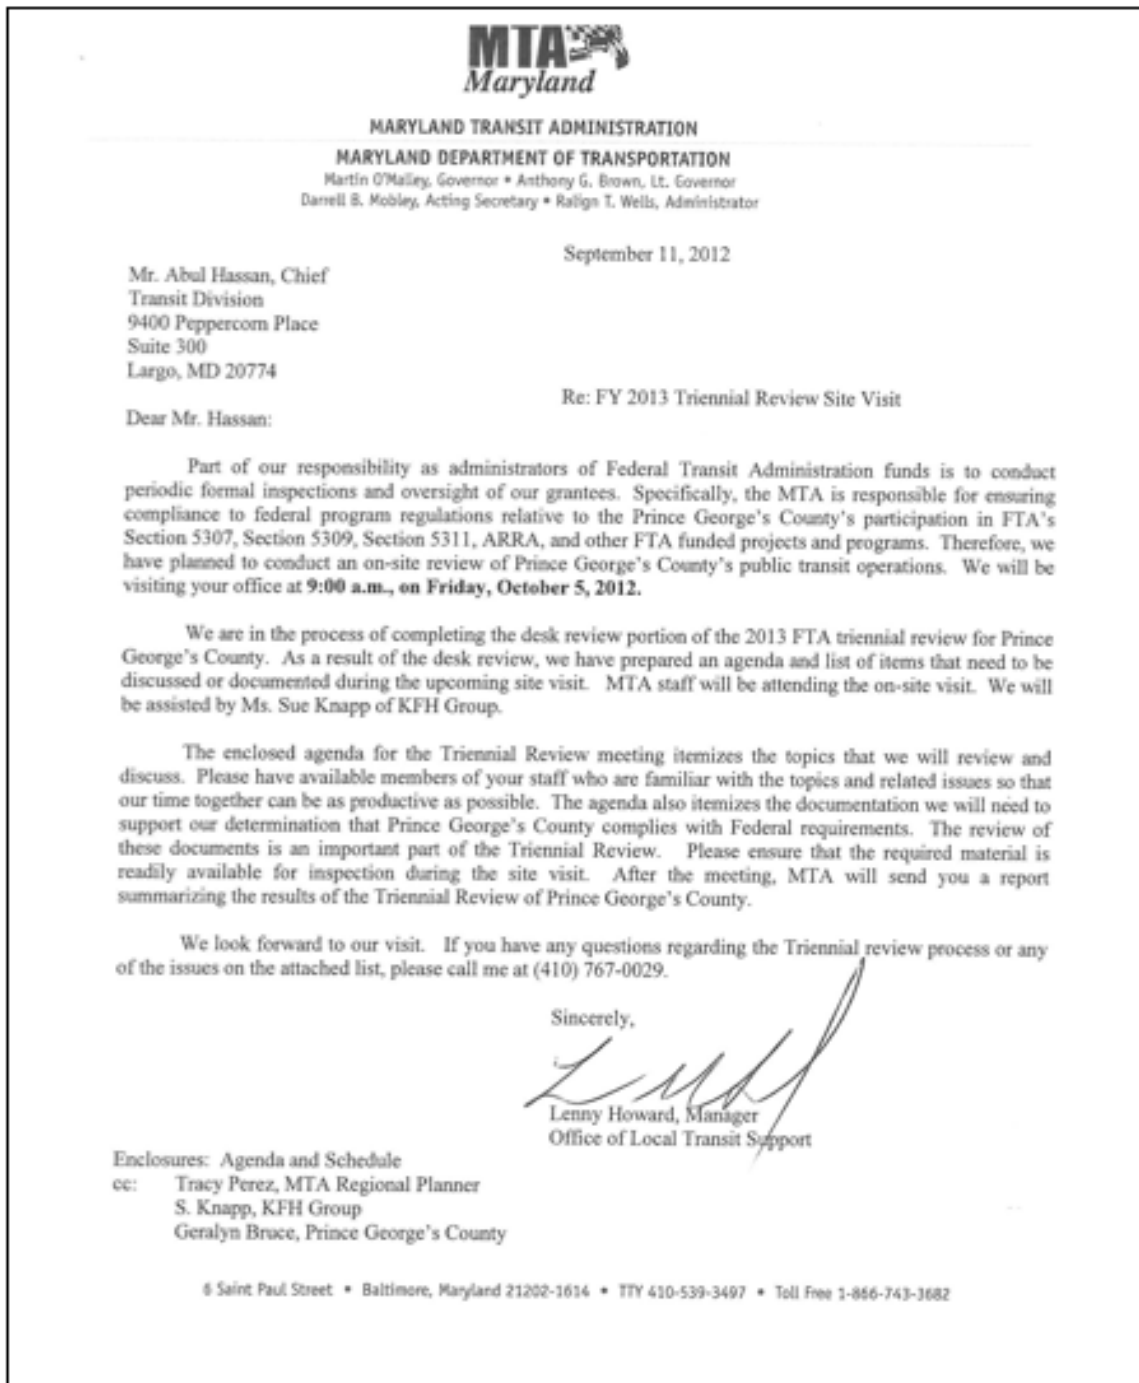 MTA
Maryland
MARYLAND TRANSIT ADMINISTRATION
MARYLAND DEPARTMENT OF TRANSPORTATION
Martin O'Malley, Governor • Anthony G. Brown, Lt. Governor
Darrell B. Mobley, Acting Secretary • Ralign T. Wells, Administrator
September 11, 2012
Mr. Abul Hassan, Chief
Transit Division
9400 Peppercorn Place
Suite 300
Largo, MD 20774
Re: FY 2013 Triennial Review Site Visit
Dear Mr. Hassan:
Part of our responsibility as administrators of Federal Transit Administration funds is to conduct
periodic formal inspections and oversight of our grantees. Specifically, the MTA is responsible for ensuring
compliance to federal program regulations relative to the Prince George's County's participation in FTA's
Section 5307, Section 5309, Section 5311, ARRA, and other FTA funded projects and programs. Therefore, we
have planned to conduct an on-site review of Prince George's County's public transit operations. We will be
visiting your office at 9:00 a.m., on Friday, October 5, 2012.
We are in the process of completing the desk review portion of the 2013 FTA triennial review for Prince
George's County. As a result of the desk review, we have prepared an agenda and list of items that need to be
discussed or documented during the upcoming site visit. MTA staff will be attending the on-site visit. We will
be assisted by Ms. Sue Knapp of KFH Group.
The enclosed agenda for the Triennial Review meeting itemizes the topics that we will review and
discuss. Please have available members of your staff who are familiar with the topics and related issues so that
our time together can be as productive as possible. The agenda also itemizes the documentation we will need to
support our determination that Prince George's County complies with Federal requirements. The review of
these documents is an important part of the Triennial Review. Please ensure that the required material is
readily available for inspection during the site visit. After the meeting, MTA will send you a report
summarizing the results of the Triennial Review of Prince George's County.
We look forward to our visit. If you have any questions regarding the Triennial review process or any
of the issues on the attached list, please call me at (410) 767-0029.
Sincerely,
Lenny Howard, Manager
Office of Local Transit Support
Enclosures: Agenda and Schedule
cc: Tracy Perez, MTA Regional Planner
S. Knapp, KFH Group
Geralyn Bruce, Prince George's County
6 Saint Paul Street • Baltimore, Maryland 21202-1614 • TTY 410-539-3497 • Toll Free 1-866-743-3682